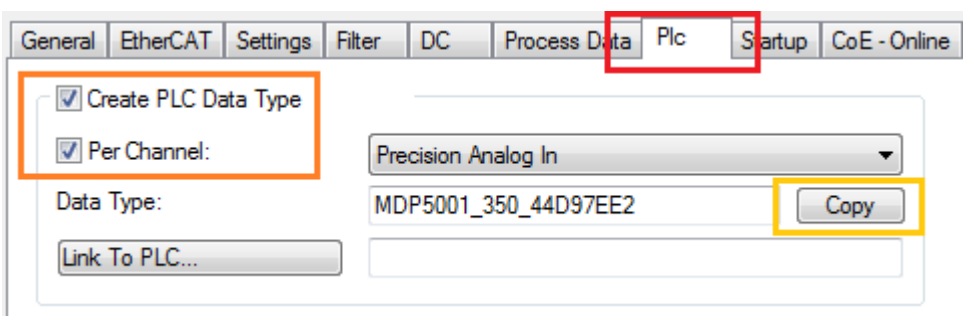 General EtherCAT Settings Filter DC Process Data Plc Startup CoE - Online
Create PLC Data Type
Per Channel: Precision Analog In
Data Type: MDP5001_350_44D97EE2 Copy
Link To PLC...